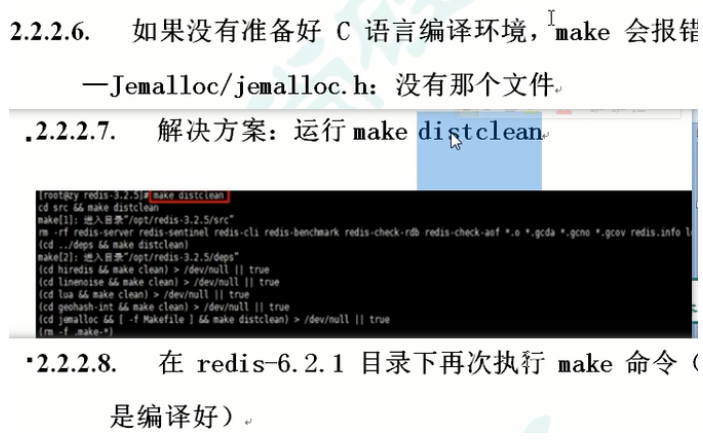 2.2.2.6. 如果没有准备好 C 语言编译环境，make 会报错
—Jemalloc/jemalloc.h：没有那个文件
2.2.2.7. 解决方案：运行 make distclean
[root@zy redis-3.2.5]# make distclean
cd src && make distclean
make[1]: 进入目录"/opt/redis-3.2.5/src"
rm -rf redis-server redis-sentinel redis-cli redis-benchmark redis-check-rdb redis-check-aof *.o *.gcda *.gcno *.gcov redis.info
(cd ../deps && make distclean)
make[2]: 进入目录"/opt/redis-3.2.5/deps"
(cd hiredis && make clean) > /dev/null || true
(cd linenoise && make clean) > /dev/null || true
(cd lua && make clean) > /dev/null || true
(cd geohash-int && make clean) > /dev/null || true
(cd jemalloc && [ -f Makefile ] && make distclean) > /dev/null || true
(rm -f .make-*)
2.2.2.8. 在 redis-6.2.1 目录下再次执行 make 命令（
是编译好）